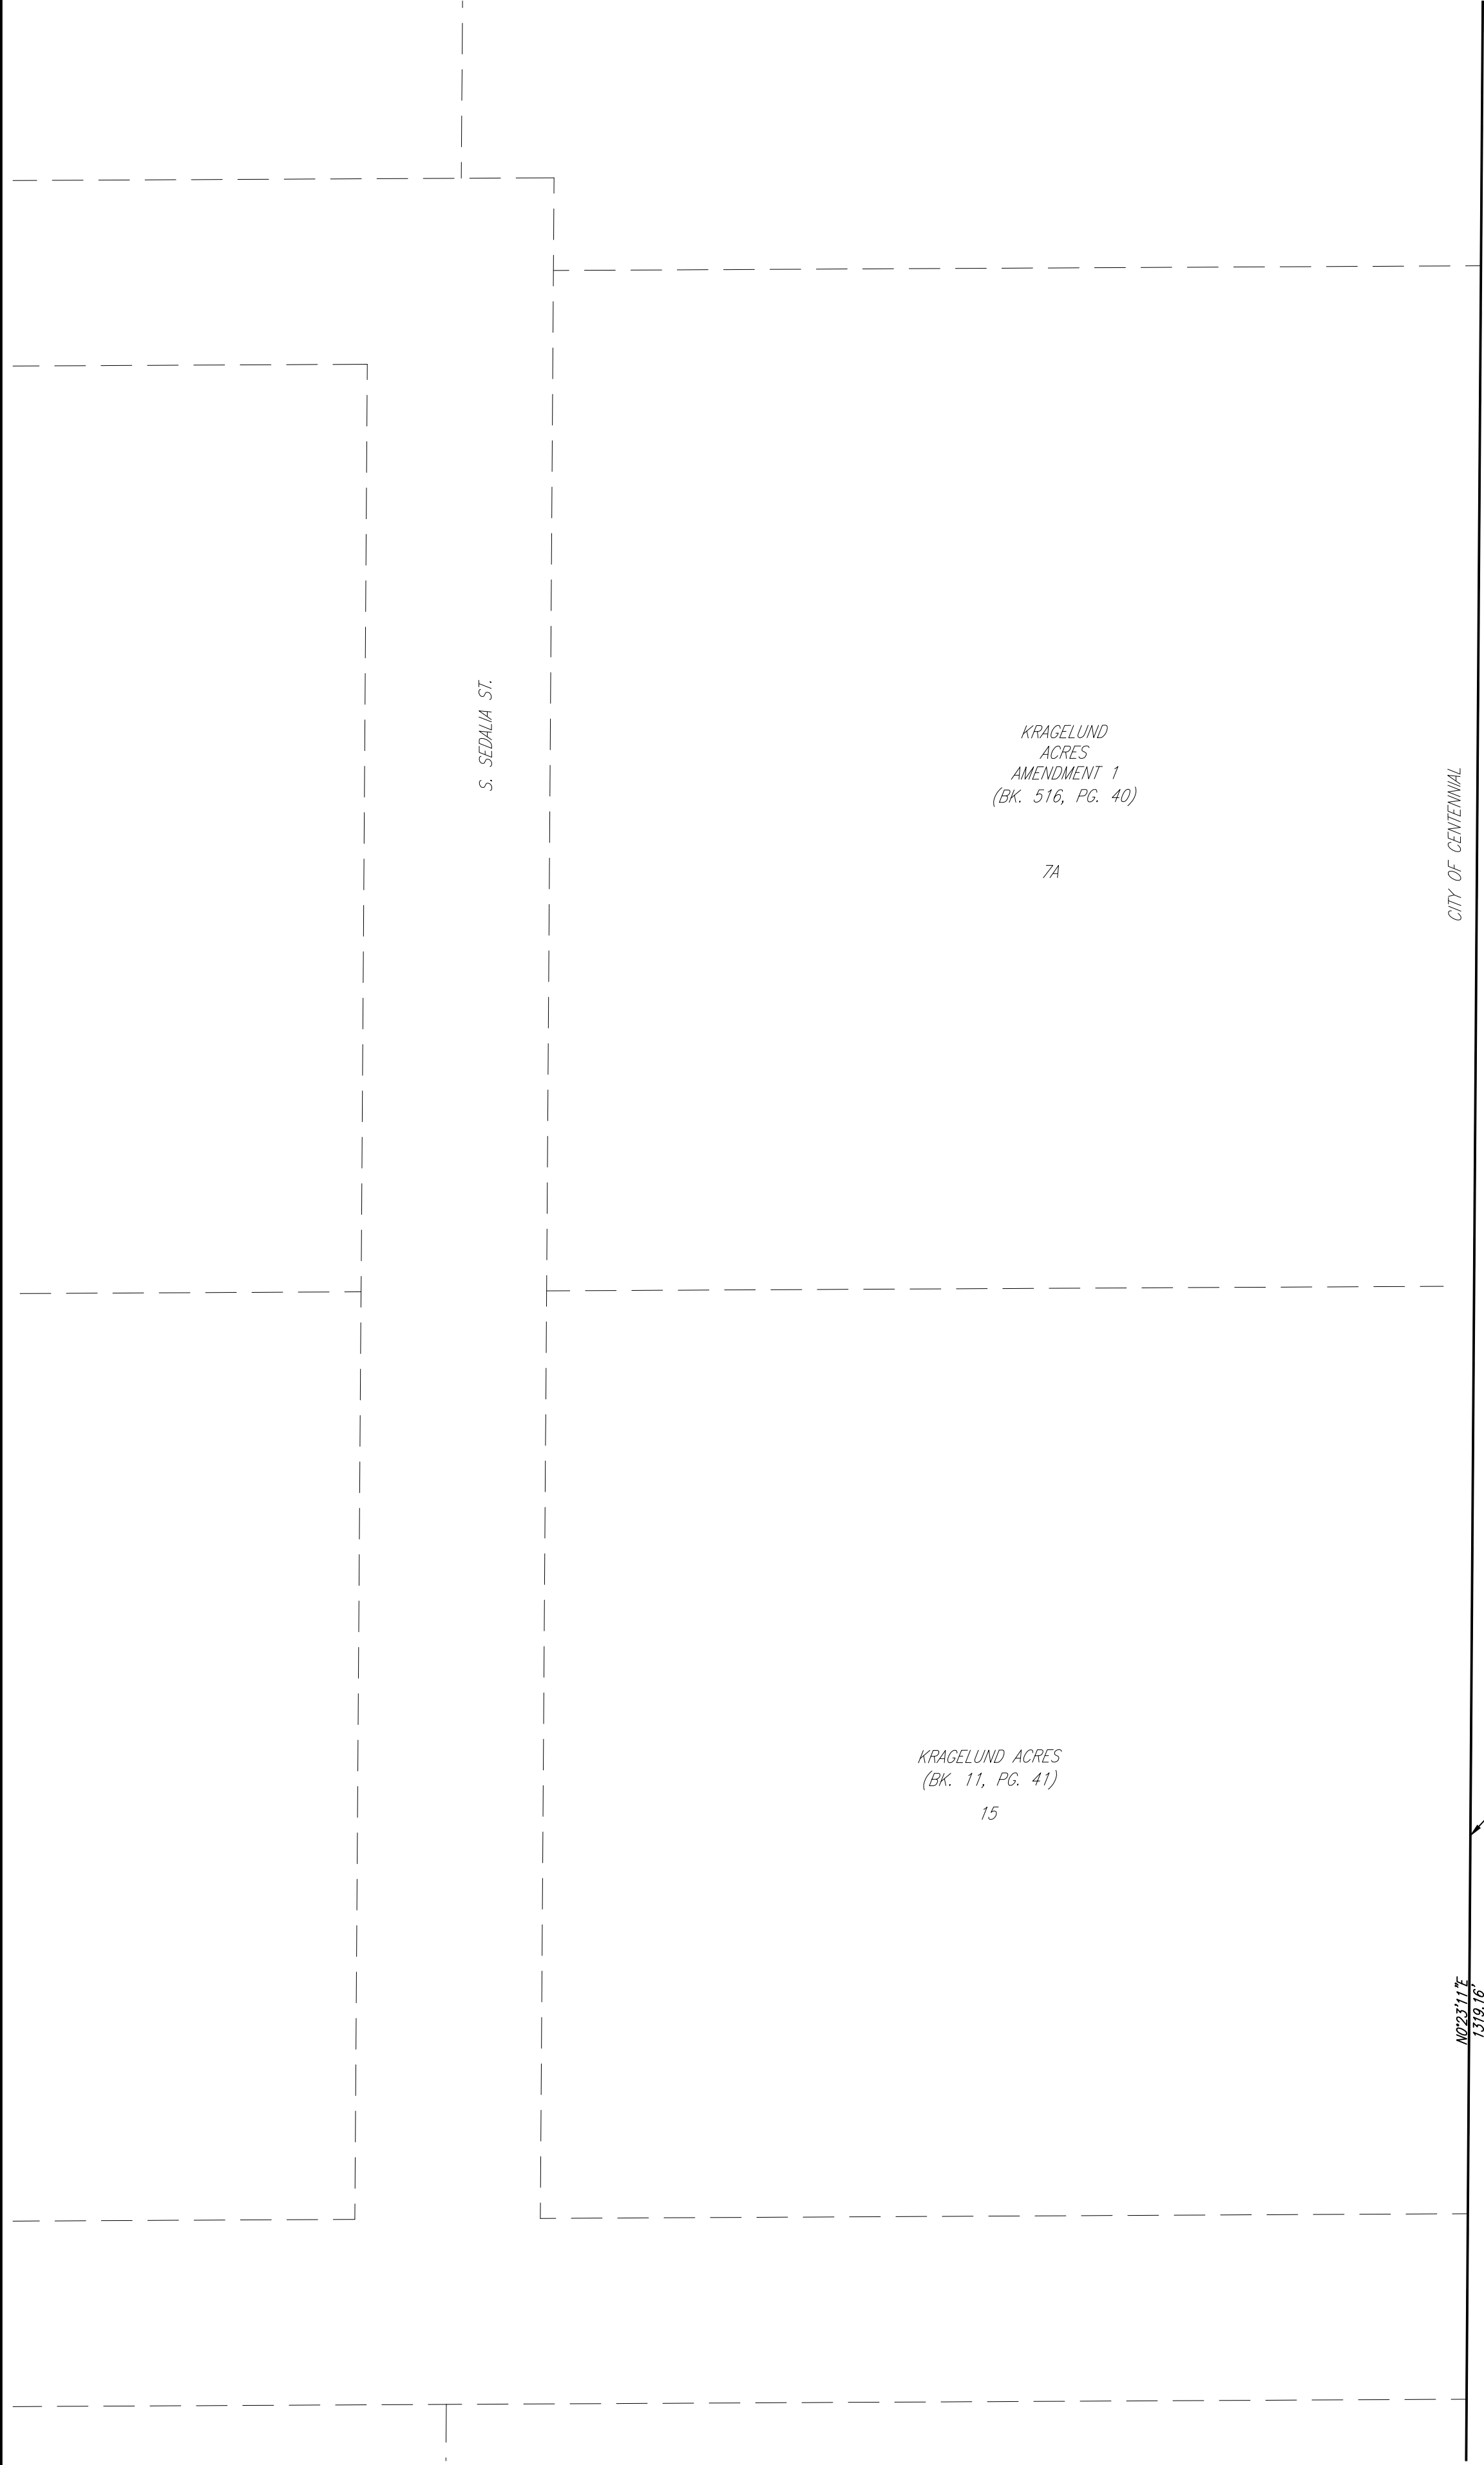 S. SEDALIA ST.
KRAGELUND
ACRES
AMENDMENT 1
(BK. 516, PG. 40)
7A
CITY OF CENTENNIAL
KRAGELUND ACRES
(BK. 11, PG. 41)
15
N0°23'11"E
1319.16'